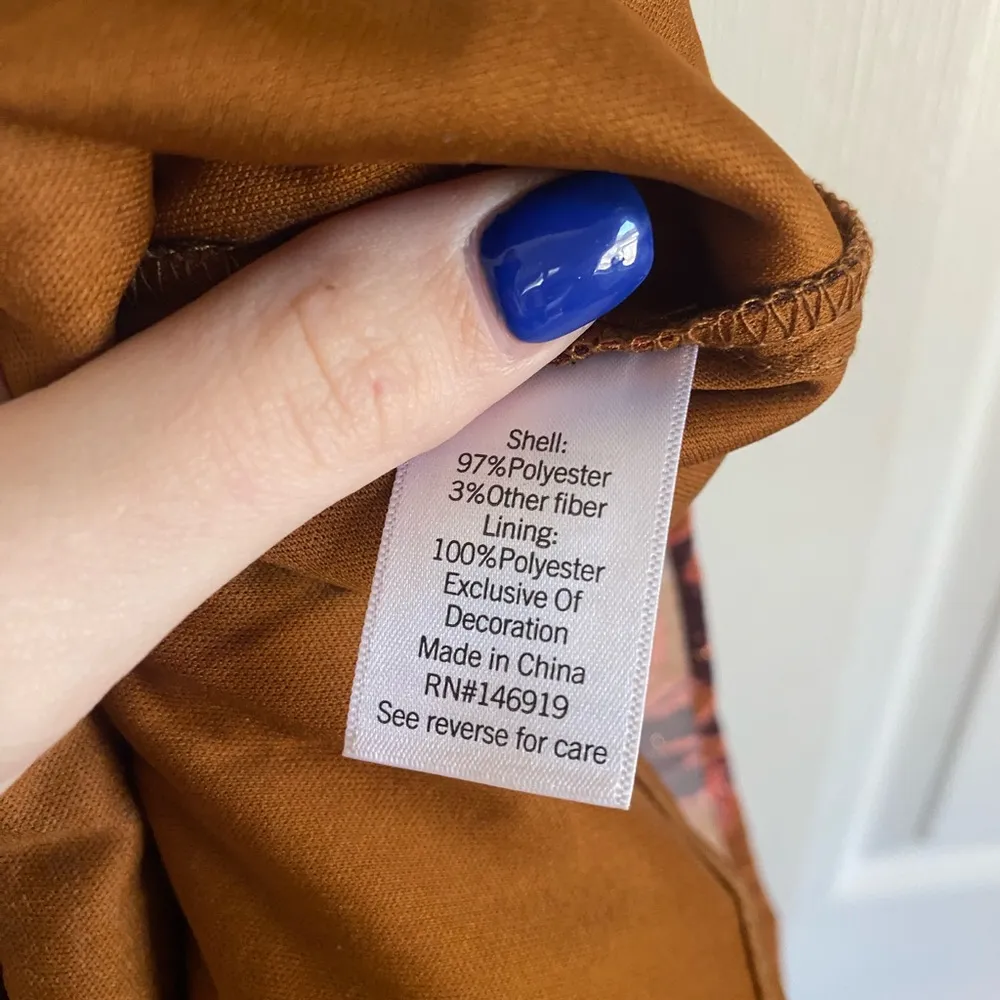 Shell:
97%Polyester
3%Other fiber
Lining:
100%Polyester
Exclusive Of
Decoration
Made in China
RN#146919
See reverse for care